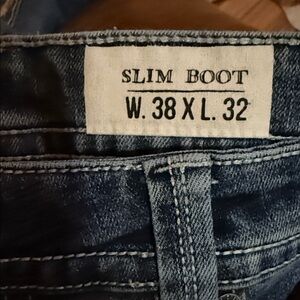 SLIM BOOT
W. 38 X L. 32